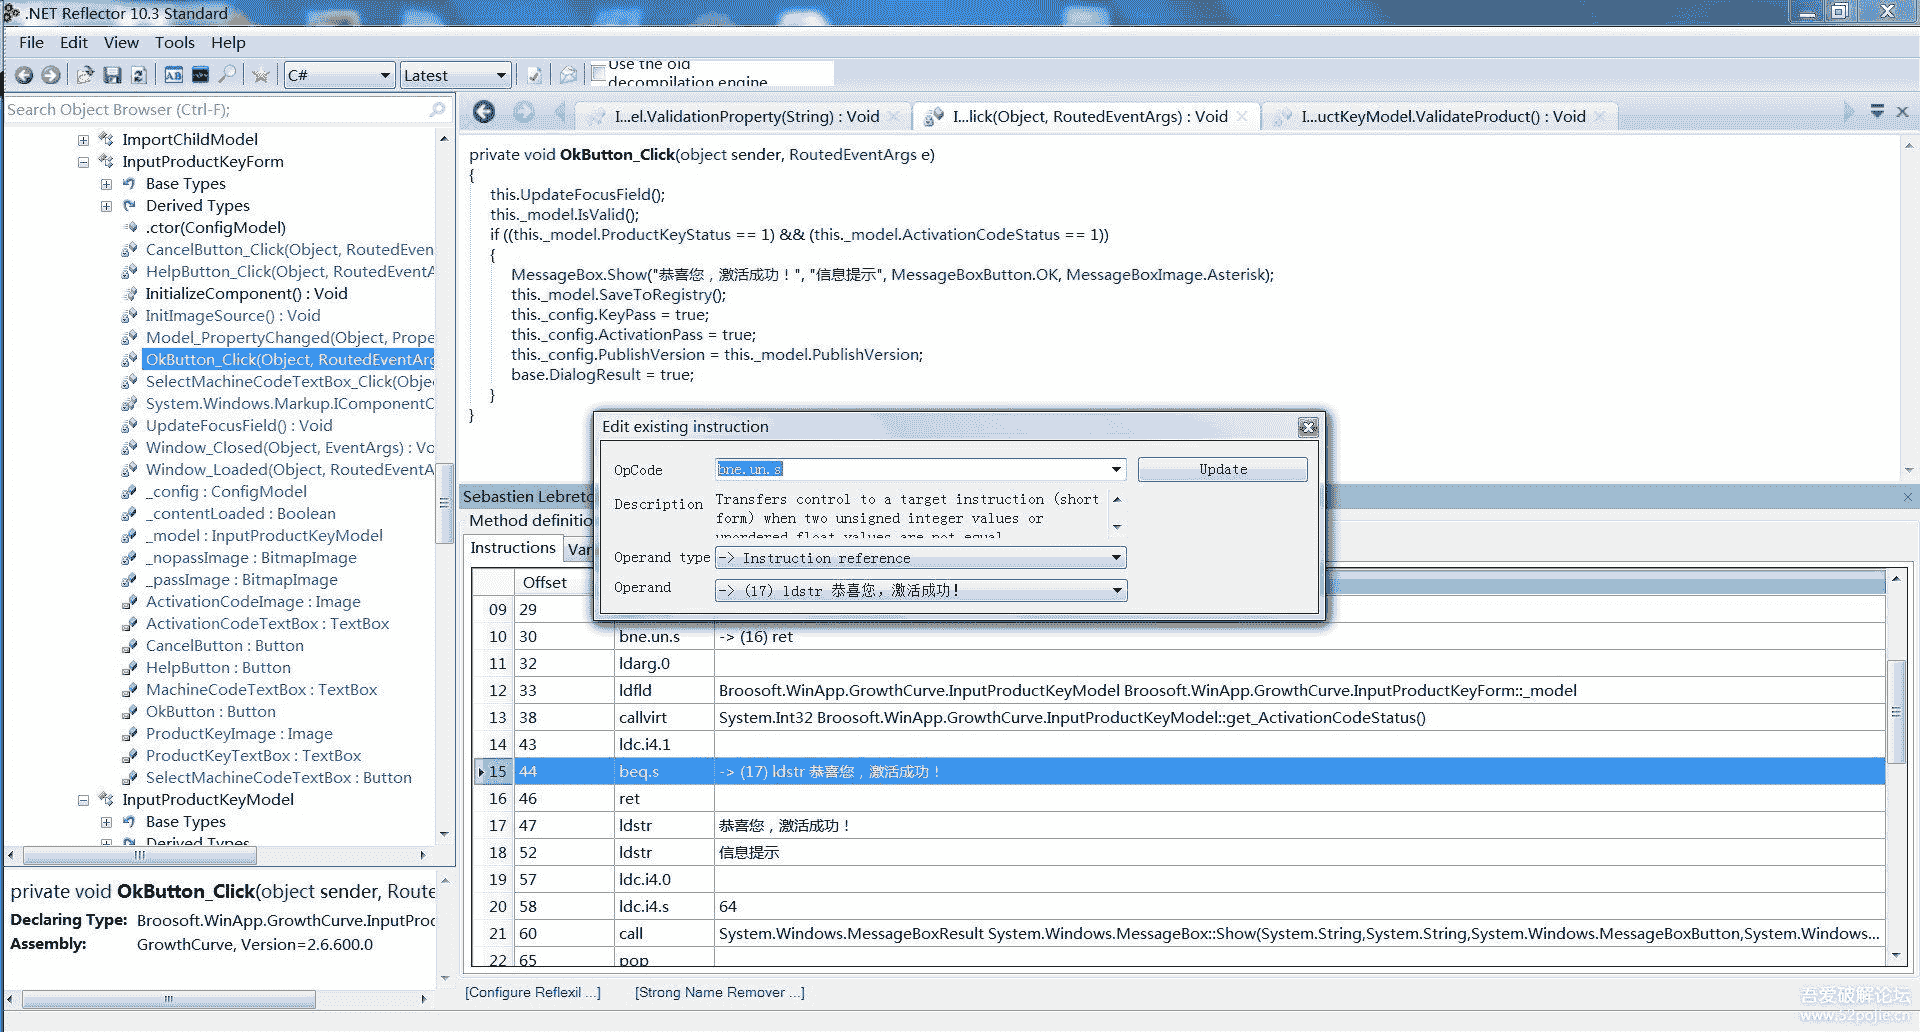 .NET Reflector 10.3 Standard
File Edit View Tools Help
C# Latest Use the old decompilation engine
Search Object Browser (Ctrl-F);
ImportChildModel
InputProductKeyForm
Base Types
Derived Types
.ctor(ConfigModel)
CancelButton_Click(Object, RoutedEven
HelpButton_Click(Object, RoutedEventA
InitializeComponent() : Void
InitImageSource() : Void
Model_PropertyChanged(Object, Prope
OkButton_Click(Object, RoutedEventArg
SelectMachineCodeTextBox_Click(Obje
System.Windows.Markup.IComponentC
UpdateFocusField() : Void
Window_Closed(Object, EventArgs) : Vo
Window_Loaded(Object, RoutedEventA
_config : ConfigModel
_contentLoaded : Boolean
_model : InputProductKeyModel
_nopassImage : BitmapImage
_passImage : BitmapImage
ActivationCodeImage : Image
ActivationCodeTextBox : TextBox
CancelButton : Button
HelpButton : Button
MachineCodeTextBox : TextBox
OkButton : Button
ProductKeyImage : Image
ProductKeyTextBox : TextBox
SelectMachineCodeTextBox : Button
InputProductKeyModel
Base Types
Derived Types
private void OkButton_Click(object sender, Route
Declaring Type: Broosoft.WinApp.GrowthCurve.InputProc
Assembly: GrowthCurve, Version=2.6.600.0
I...el.ValidationProperty(String) : Void
I...lick(Object, RoutedEventArgs) : Void
I...uctKeyModel.ValidateProduct() : Void
private void OkButton_Click(object sender, RoutedEventArgs e)
{
this.UpdateFocusField();
this._model.IsValid();
if ((this._model.ProductKeyStatus == 1) && (this._model.ActivationCodeStatus == 1))
{
MessageBox.Show("恭喜您，激活成功！", "信息提示", MessageBoxButton.OK, MessageBoxImage.Asterisk);
this._model.SaveToRegistry();
this._config.KeyPass = true;
this._config.ActivationPass = true;
this._config.PublishVersion = this._model.PublishVersion;
base.DialogResult = true;
}
}
Edit existing instruction
OpCode bne.un.s Update
Description Transfers control to a target instruction (short
form) when two unsigned integer values or
unordered float values are not equal
Operand type -> Instruction reference
Operand -> (17) ldstr 恭喜您，激活成功！
Sebastien Lebreto
Method definitio
Instructions Var
Offset
09 29
10 30 bne.un.s -> (16) ret
11 32 ldarg.0
12 33 ldfld Broosoft.WinApp.GrowthCurve.InputProductKeyModel Broosoft.WinApp.GrowthCurve.InputProductKeyForm::_model
13 38 callvirt System.Int32 Broosoft.WinApp.GrowthCurve.InputProductKeyModel::get_ActivationCodeStatus()
14 43 ldc.i4.1
15 44 beq.s -> (17) ldstr 恭喜您，激活成功！
16 46 ret
17 47 ldstr 恭喜您，激活成功！
18 52 ldstr 信息提示
19 57 ldc.i4.0
20 58 ldc.i4.s 64
21 60 call System.Windows.MessageBoxResult System.Windows.MessageBox::Show(System.String,System.String,System.Windows.MessageBoxButton,System.Windows...
22 65 pop
[Configure Reflexil ...] [Strong Name Remover ...]
吾爱破解论坛
www.52pojie.cn